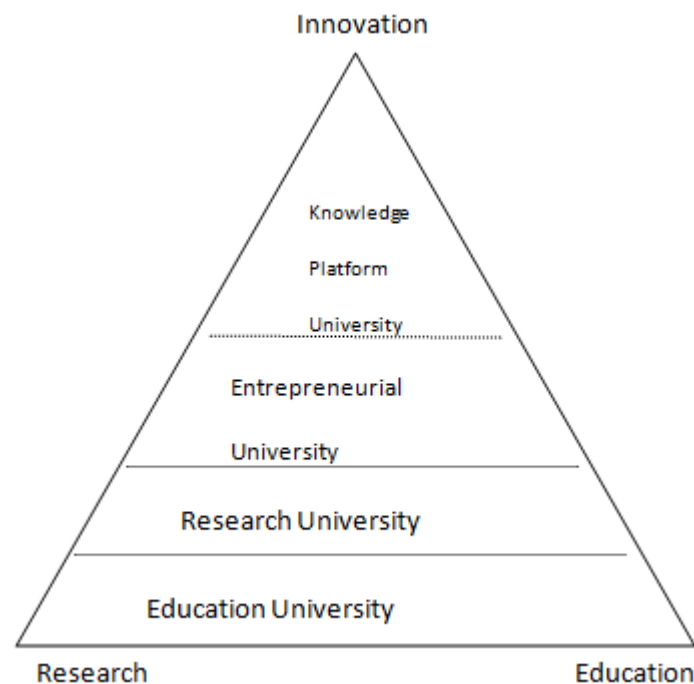 Innovation
Knowledge
Platform
University
Entrepreneurial
University
Research University
Education University
Research
Education